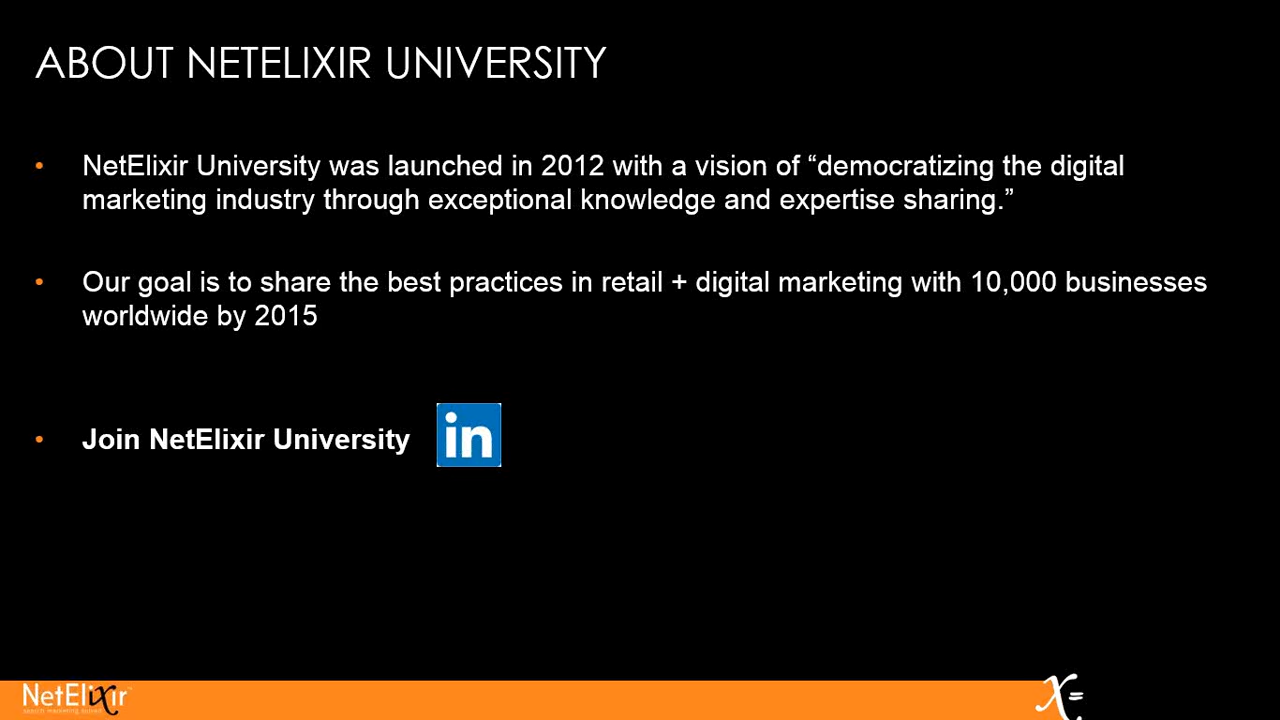 ABOUT NETELIXIR UNIVERSITY
• NetElixir University was launched in 2012 with a vision of “democratizing the digital
marketing industry through exceptional knowledge and expertise sharing.”
• Our goal is to share the best practices in retail + digital marketing with 10,000 businesses
worldwide by 2015
• Join NetElixir University in
NetElixir
X=